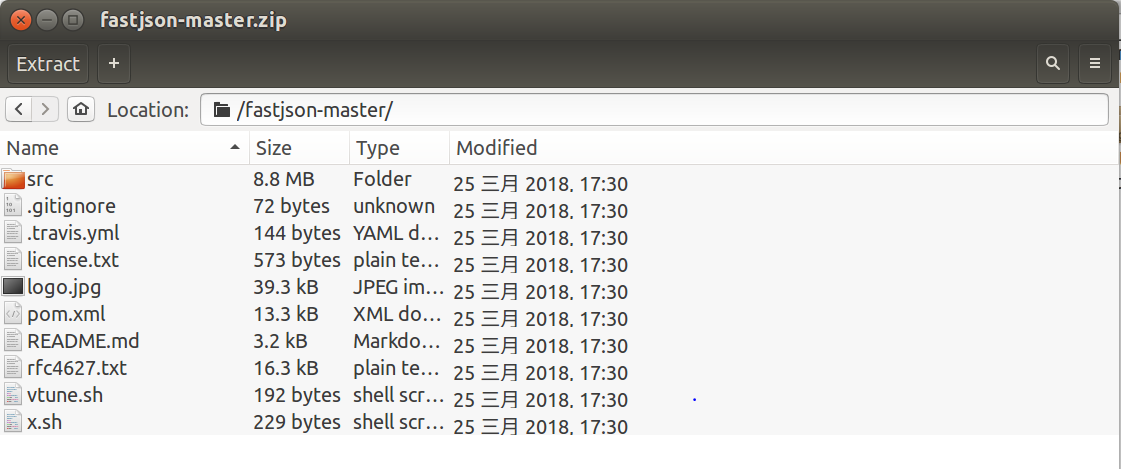 fastjson-master.zip
Extract +
Location: /fastjson-master/
Name Size Type Modified
src 8.8 MB Folder 25 三月 2018, 17:30
.gitignore 72 bytes unknown 25 三月 2018, 17:30
.travis.yml 144 bytes YAML d… 25 三月 2018, 17:30
license.txt 573 bytes plain te… 25 三月 2018, 17:30
logo.jpg 39.3 kB JPEG im… 25 三月 2018, 17:30
pom.xml 13.3 kB XML do… 25 三月 2018, 17:30
README.md 3.2 kB Markdo… 25 三月 2018, 17:30
rfc4627.txt 16.3 kB plain te… 25 三月 2018, 17:30
vtune.sh 192 bytes shell scr… 25 三月 2018, 17:30
x.sh 229 bytes shell scr… 25 三月 2018, 17:30